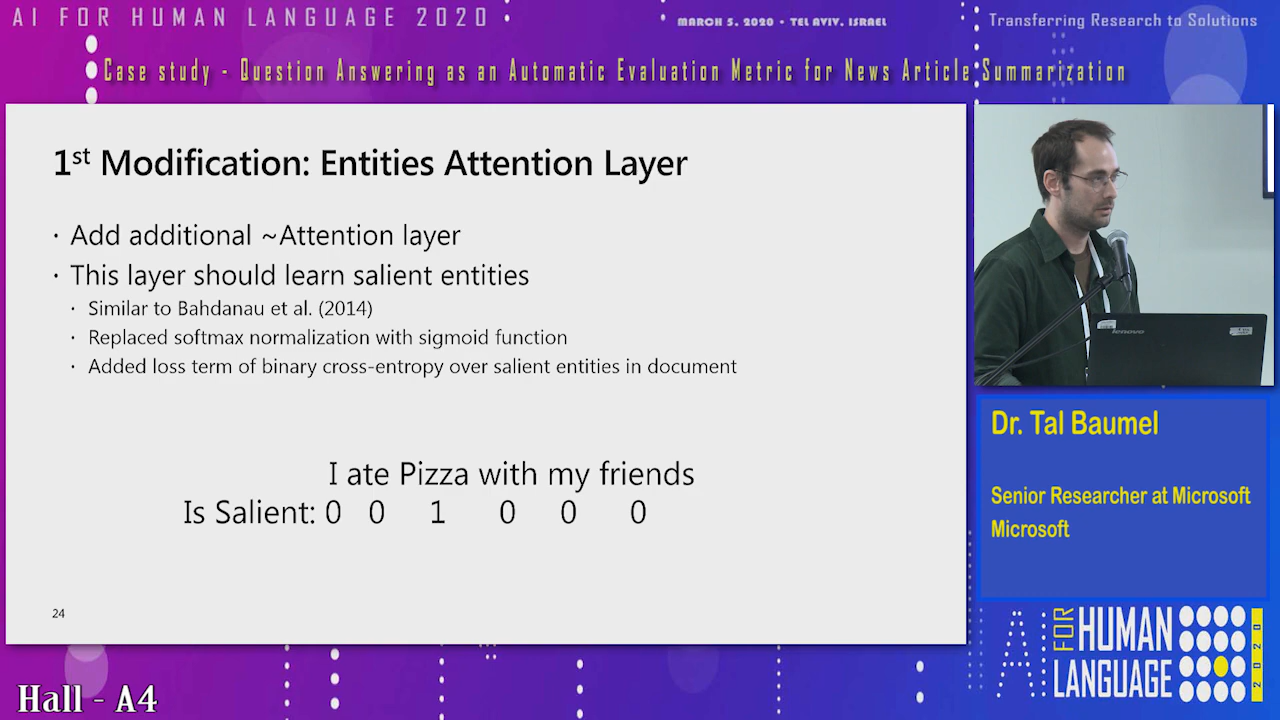 AI FOR HUMAN LANGUAGE 2020
MARCH 5, 2020 • TEL AVIV, ISRAEL
Transferring Research to Solutions
Case study - Question Answering as an Automatic Evaluation Metric for News Article Summarization
1st Modification: Entities Attention Layer
· Add additional ~Attention layer
· This layer should learn salient entities
· Similar to Bahdanau et al. (2014)
· Replaced softmax normalization with sigmoid function
· Added loss term of binary cross-entropy over salient entities in document
I ate Pizza with my friends
Is Salient: 0 0 1 0 0 0
24
lenovo
Dr. Tal Baumel
Senior Researcher at Microsoft
Microsoft
AI FOR HUMAN
LANGUAGE 2020
Hall - A4